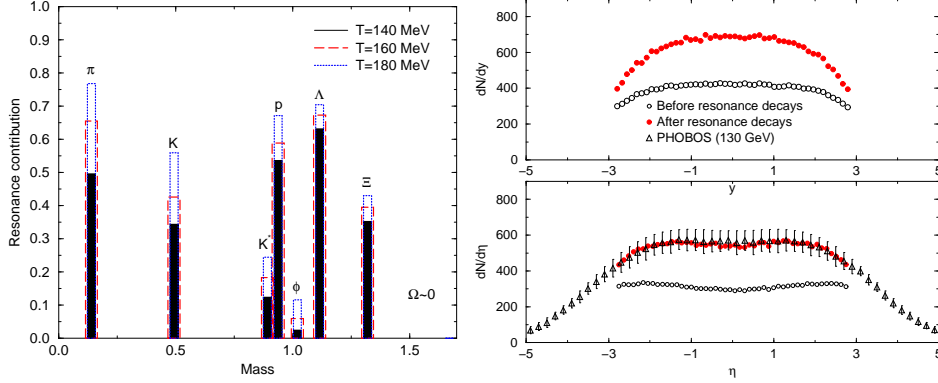 1.0
0.9
0.8
0.7
0.6
0.5
0.4
0.3
0.2
0.1
0.0
Resonance contribution
T=140 MeV
T=160 MeV
T=180 MeV
π
K
K*
p
ϕ
Λ
Ξ
Ω~0
0.0 0.5 1.0 1.5
Mass
800
600
400
200
0
dN/dy
Before resonance decays
After resonance decays
PHOBOS (130 GeV)
-5 -3 -1 1 3 5
y
800
600
400
200
0
dN/dη
-5 -3 -1 1 3 5
η